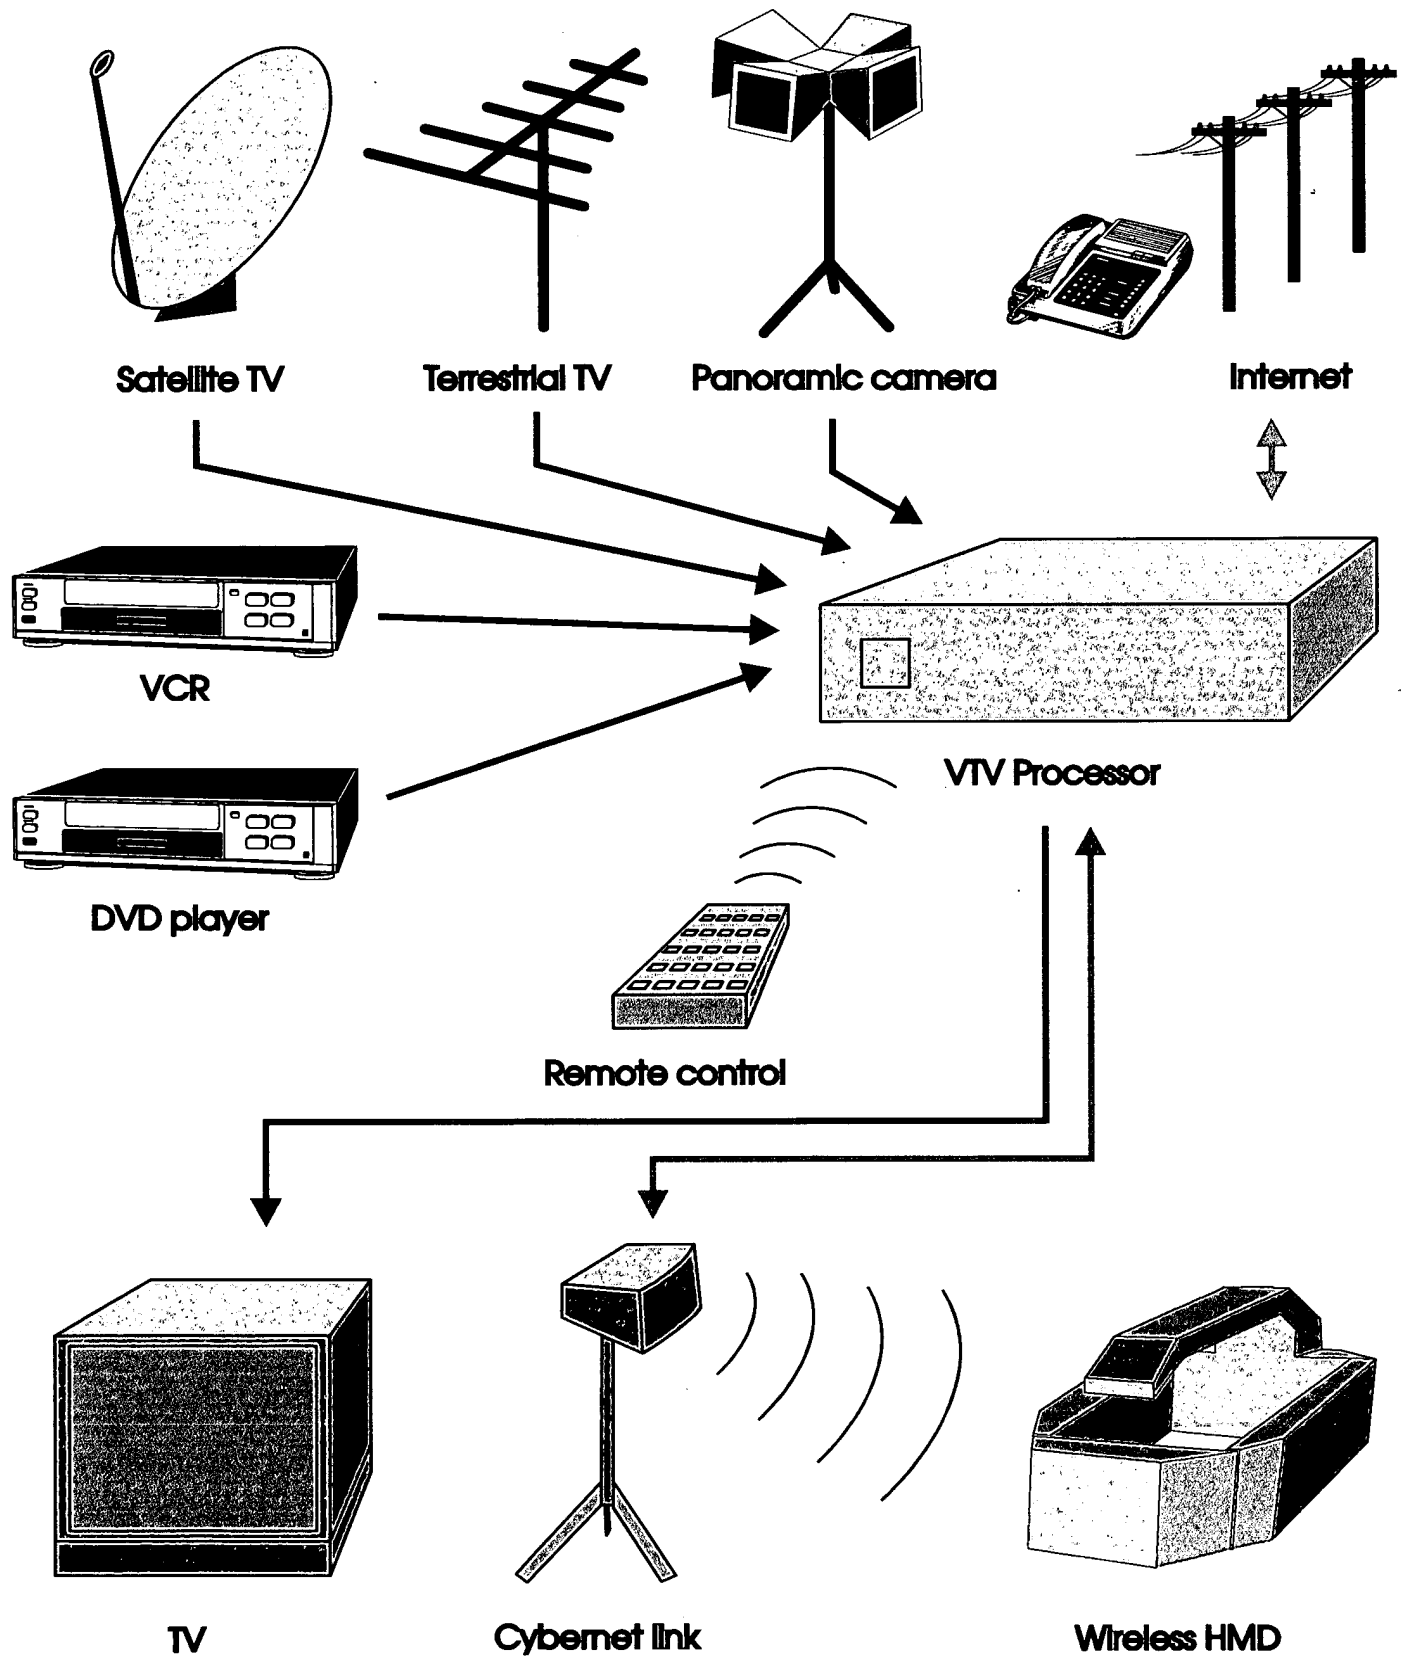 Satellite TV
Terrestrial TV
Panoramic camera
Internet
VCR
VTV Processor
DVD player
Remote control
TV
Cybernet link
Wireless HMD